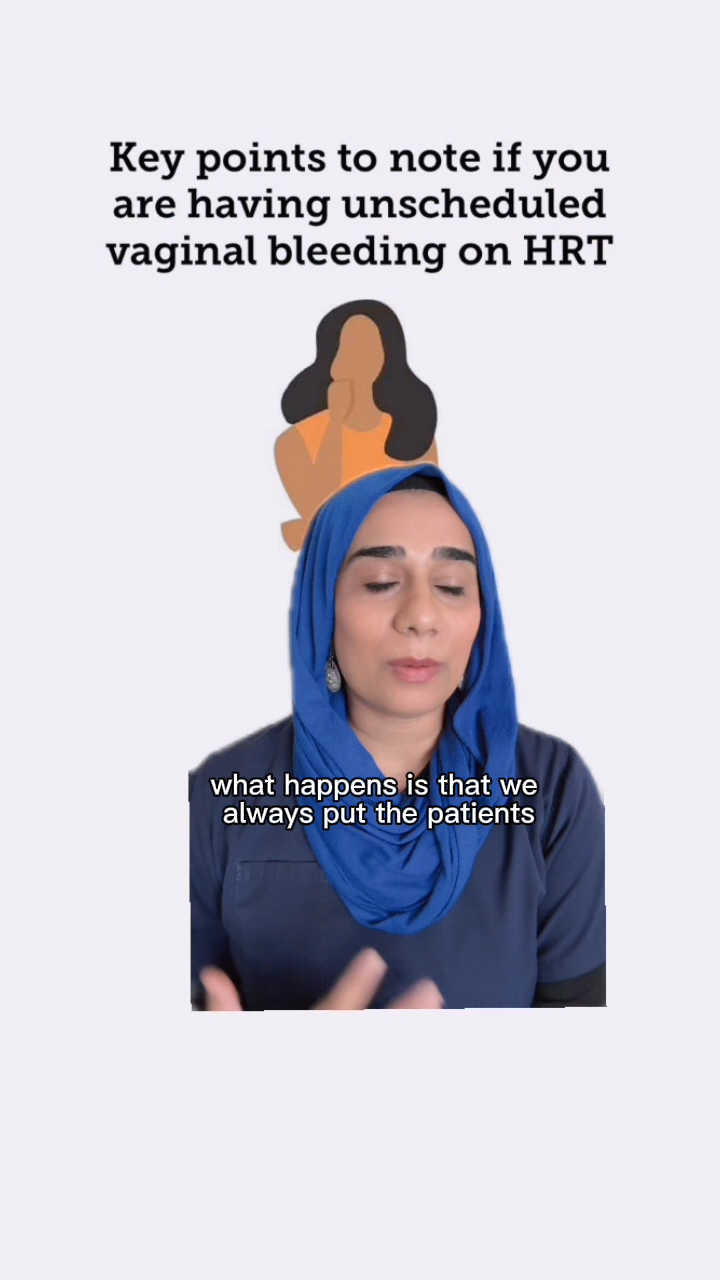 Key points to note if you
are having unscheduled
vaginal bleeding on HRT
what happens is that we
always put the patients